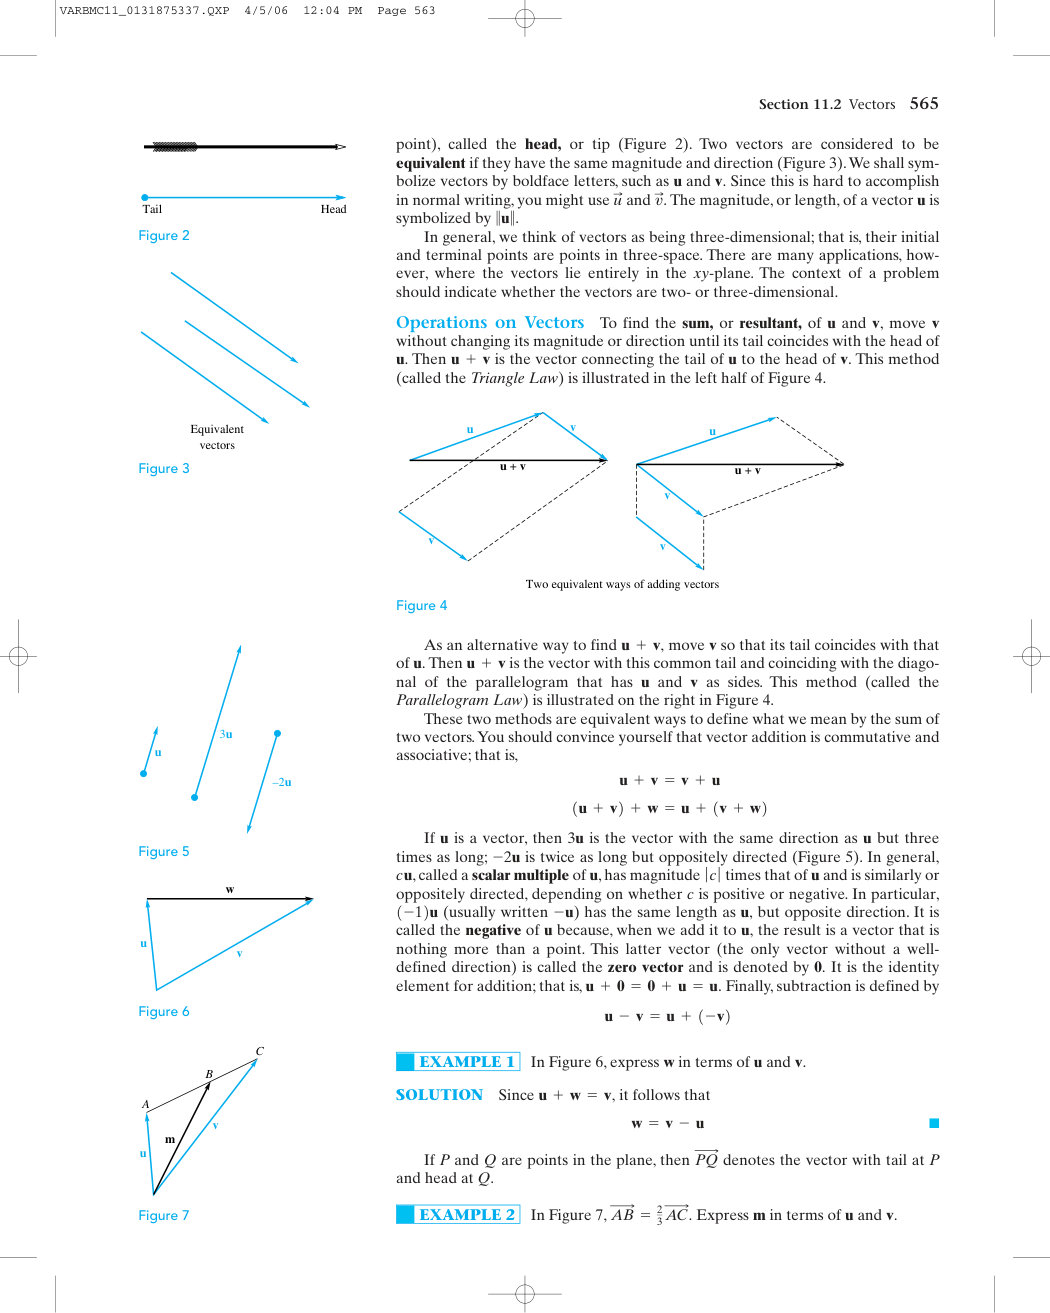 VARBMC11_0131875337.QXP 4/5/06 12:04 PM Page 563
Section 11.2 Vectors 565
Tail Head
Figure 2
Equivalent
vectors
Figure 3
point), called the head, or tip (Figure 2). Two vectors are considered to be
equivalent if they have the same magnitude and direction (Figure 3). We shall sym-
bolize vectors by boldface letters, such as u and v. Since this is hard to accomplish
in normal writing, you might use u⃗ and v⃗. The magnitude, or length, of a vector u is
symbolized by ‖u‖.
In general, we think of vectors as being three-dimensional; that is, their initial
and terminal points are points in three-space. There are many applications, how-
ever, where the vectors lie entirely in the xy-plane. The context of a problem
should indicate whether the vectors are two- or three-dimensional.
Operations on Vectors To find the sum, or resultant, of u and v, move v
without changing its magnitude or direction until its tail coincides with the head of
u. Then u + v is the vector connecting the tail of u to the head of v. This method
(called the Triangle Law) is illustrated in the left half of Figure 4.
u
v
u + v
v
u
u + v
v
v
Two equivalent ways of adding vectors
Figure 4
As an alternative way to find u + v, move v so that its tail coincides with that
of u. Then u + v is the vector with this common tail and coinciding with the diago-
nal of the parallelogram that has u and v as sides. This method (called the
Parallelogram Law) is illustrated on the right in Figure 4.
These two methods are equivalent ways to define what we mean by the sum of
two vectors. You should convince yourself that vector addition is commutative and
associative; that is,
u + v = v + u
(u + v) + w = u + (v + w)
If u is a vector, then 3u is the vector with the same direction as u but three
times as long; −2u is twice as long but oppositely directed (Figure 5). In general,
cu, called a scalar multiple of u, has magnitude |c| times that of u and is similarly or
oppositely directed, depending on whether c is positive or negative. In particular,
(−1)u (usually written −u) has the same length as u, but opposite direction. It is
called the negative of u because, when we add it to u, the result is a vector that is
nothing more than a point. This latter vector (the only vector without a well-
defined direction) is called the zero vector and is denoted by 0. It is the identity
element for addition; that is, u + 0 = 0 + u = u. Finally, subtraction is defined by
u − v = u + (−v)
u
3u
–2u
Figure 5
w
u
v
Figure 6
C
B
A
v
m
u
Figure 7
EXAMPLE 1 In Figure 6, express w in terms of u and v.
SOLUTION Since u + w = v, it follows that
w = v − u
If P and Q are points in the plane, then P͞Q⃗ denotes the vector with tail at P
and head at Q.
EXAMPLE 2 In Figure 7, A͞B⃗ = 2/3 A͞C⃗. Express m in terms of u and v.